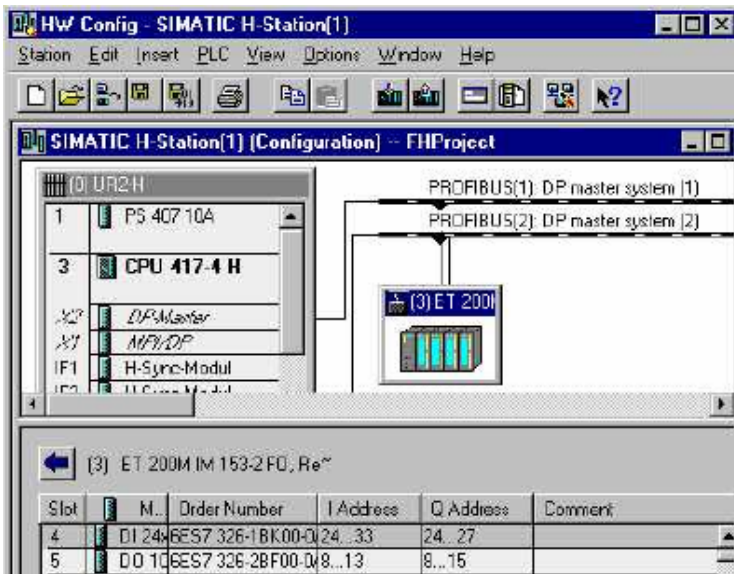 HW Config - SIMATIC H-Station(1)
Station Edit Insert PLC View Options Window Help
SIMATIC H-Station(1) (Configuration) -- FHProject
(0) UR2-H
1 PS 407 10A
3 CPU 417-4 H
X2 DP-Master
X1 MPI/DP
IF1 H-Sync-Modul
IF2 H-Sync-Modul
PROFIBUS(1): DP master system (1)
PROFIBUS(2): DP master system (2)
(3) ET 200M
(3) ET 200M IM 153-2 FO, Re~
Slot M... Order Number I Address Q Address Comment
4 DI 24x 6ES7 326-1BK00-0 24...33 24...27
5 DO 10 6ES7 326-2BF00-0 8...13 8...15